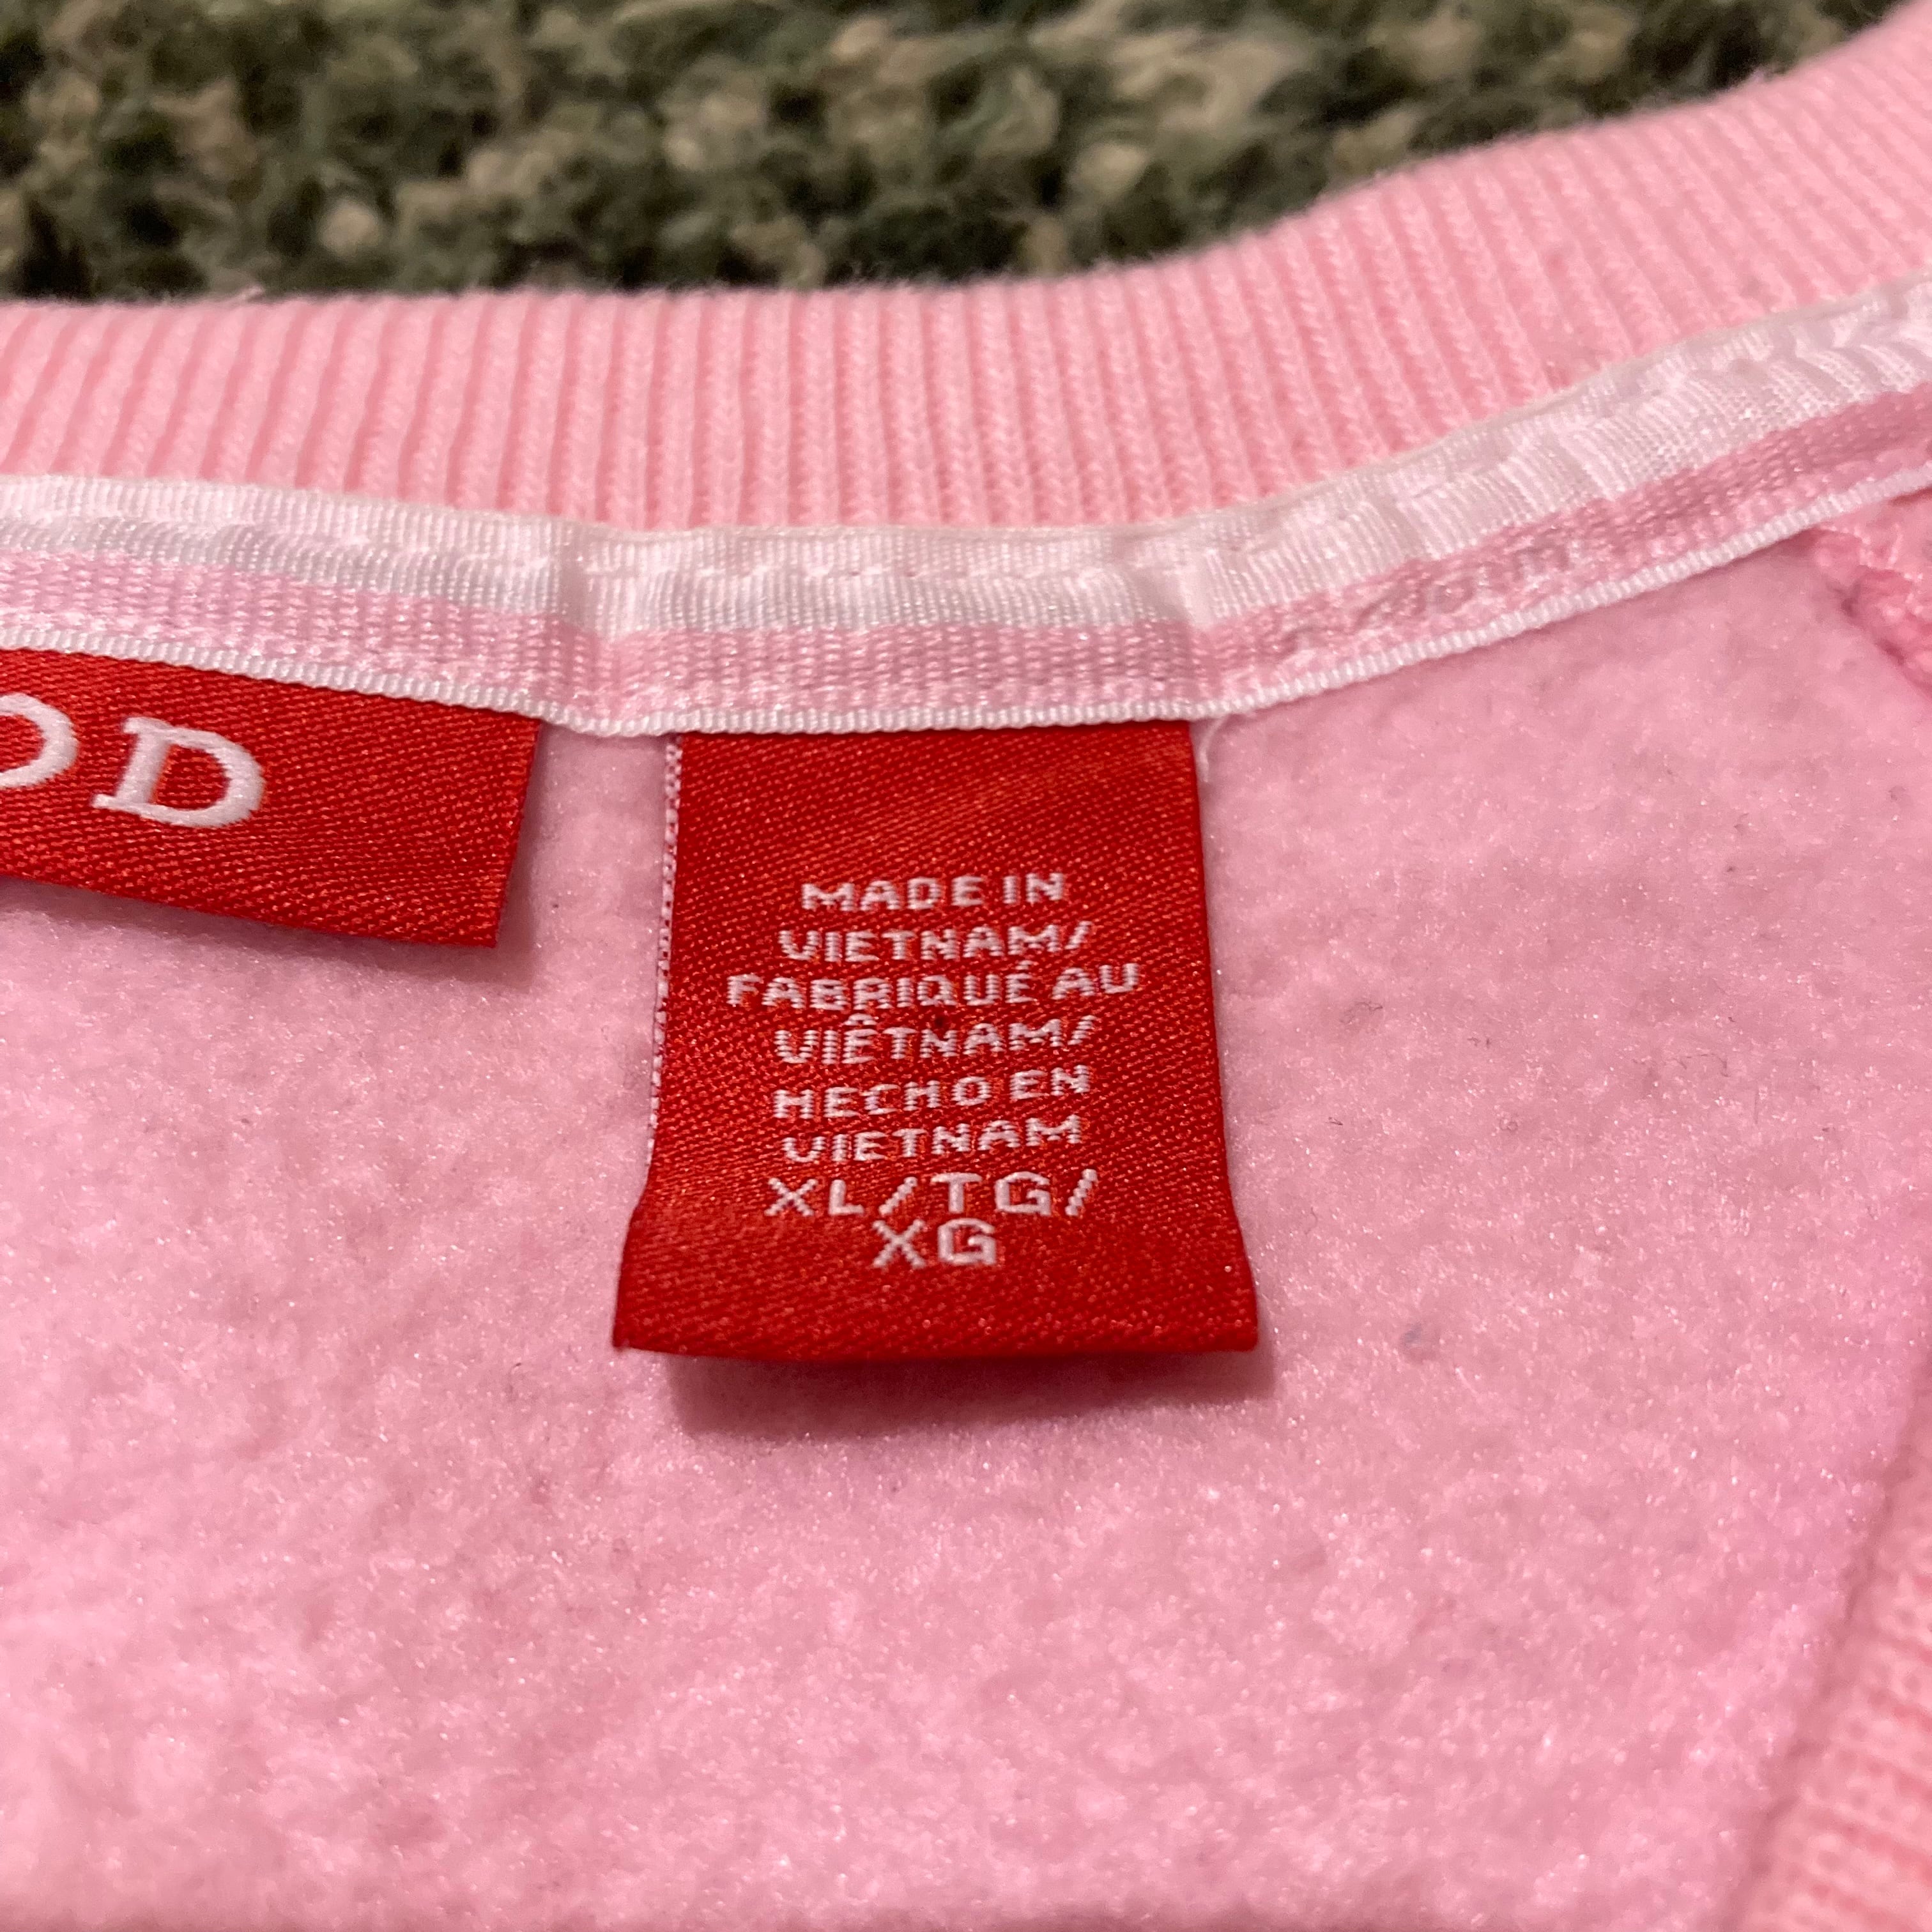 OD
MADE IN
VIETNAM/
FABRIQUÉ AU
VIÊTNAM/
HECHO EN
VIETNAM
XL/TG/
XG